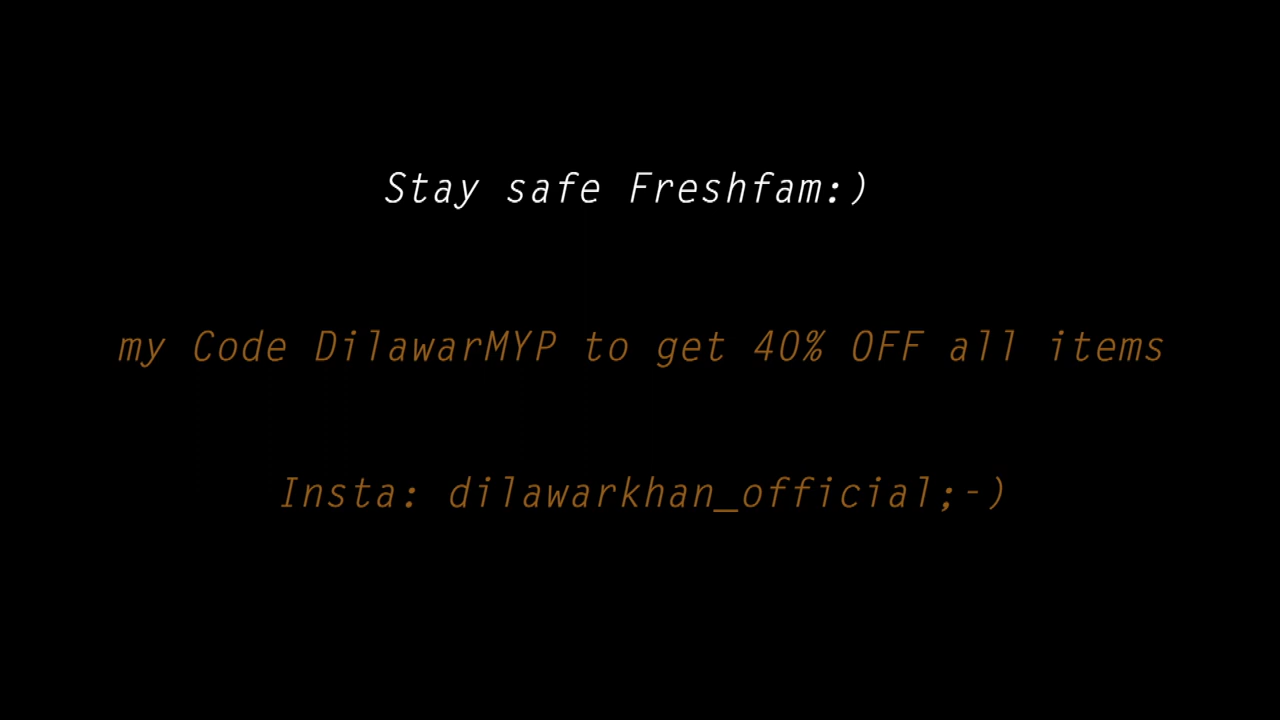 Stay safe Freshfam:)
my Code DilawarMYP to get 40% OFF all items
Insta: dilawarkhan_official;-)